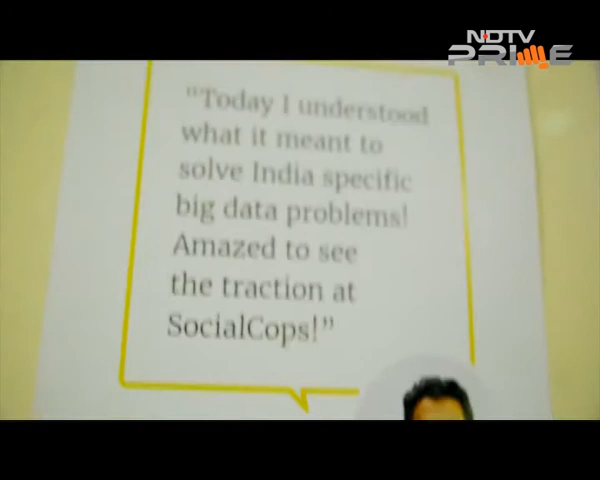 NDTV
PRIME
“Today I understood
what it meant to
solve India specific
big data problems!
Amazed to see
the traction at
SocialCops!”